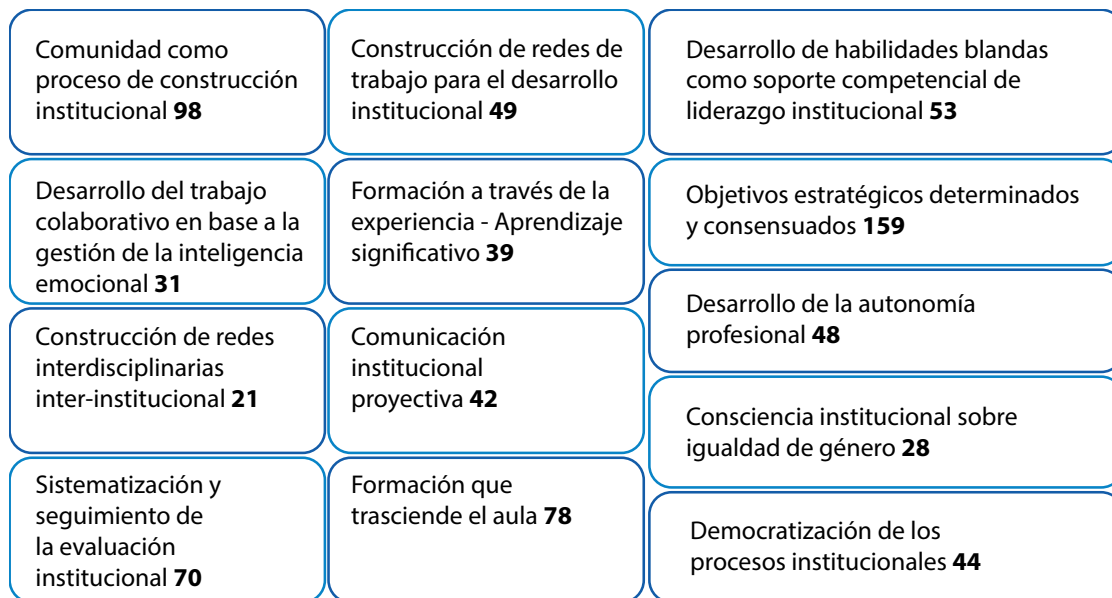 Comunidad como
proceso de construcción
institucional 98
Desarrollo del trabajo
colaborativo en base a la
gestión de la inteligencia
emocional 31
Construcción de redes
interdisciplinarias
inter-institucional 21
Sistematización y
seguimiento de
la evaluación
institucional 70
Construcción de redes de
trabajo para el desarrollo
institucional 49
Formación a través de la
experiencia - Aprendizaje
significativo 39
Comunicación
institucional
proyectiva 42
Formación que
trasciende el aula 78
Desarrollo de habilidades blandas
como soporte competencial de
liderazgo institucional 53
Objetivos estratégicos determinados
y consensuados 159
Desarrollo de la autonomía
profesional 48
Consciencia institucional sobre
igualdad de género 28
Democratización de los
procesos institucionales 44